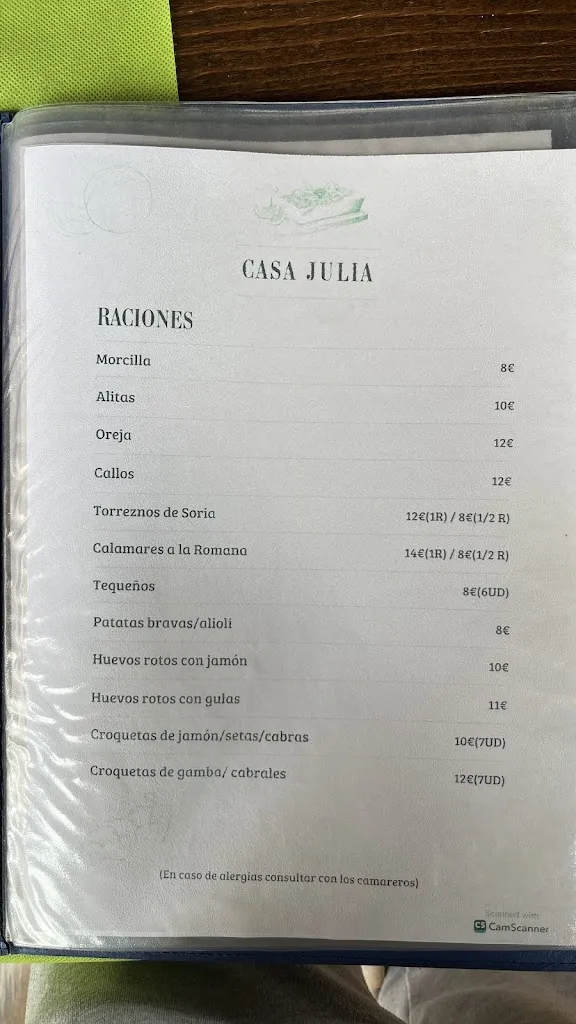 CASA JULIA
RACIONES
Morcilla 8€
Alitas 10€
Oreja 12€
Callos 12€
Torreznos de Soria 12€(1R) / 8€(1/2 R)
Calamares a la Romana 14€(1R) / 8€(1/2 R)
Tequeños 8€(6UD)
Patatas bravas/alioli 8€
Huevos rotos con jamón 10€
Huevos rotos con gulas 11€
Croquetas de jamón/setas/cabras 10€(7UD)
Croquetas de gamba/ cabrales 12€(7UD)
(En caso de alergias consultar con los camareros)
Scanned with
CS CamScanner